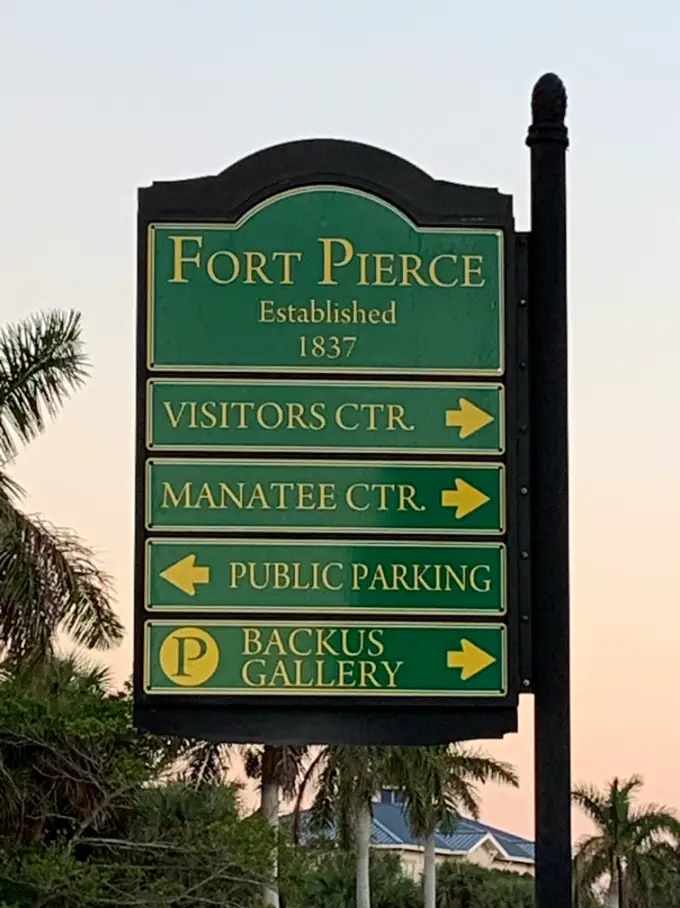 FORT PIERCE
Established
1837
VISITORS CTR.
MANATEE CTR.
PUBLIC PARKING
P BACKUS
GALLERY